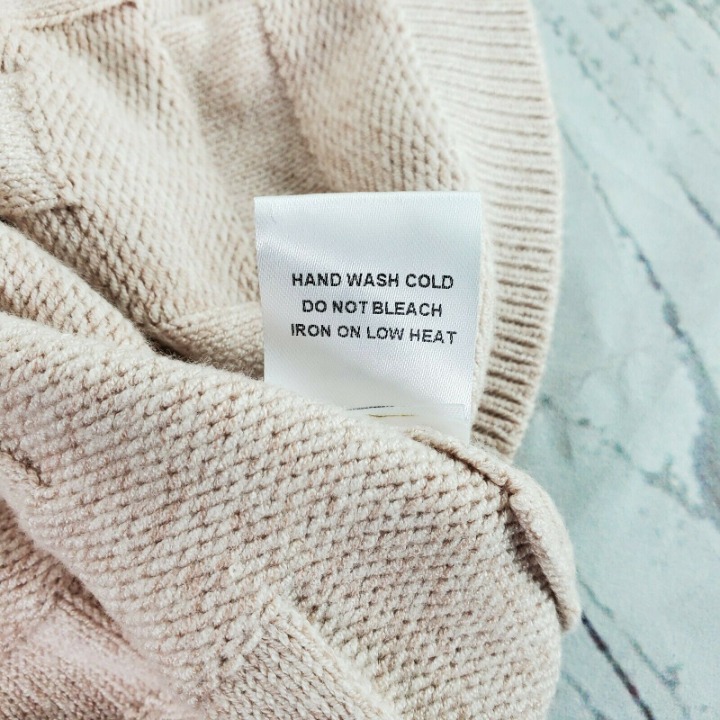 HAND WASH COLD
DO NOT BLEACH
IRON ON LOW HEAT